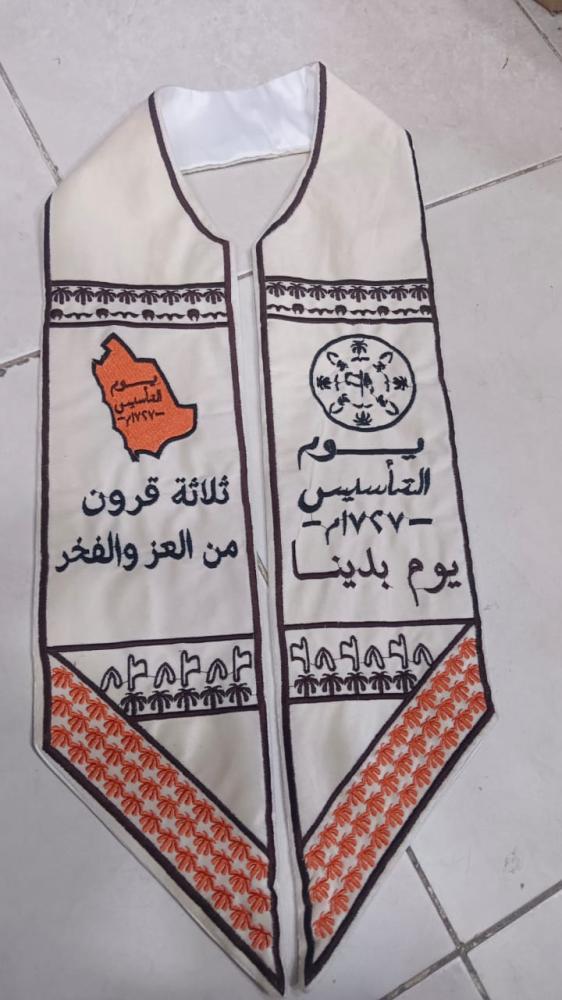 يوم
التأسيس
-١٧٢٧م-
يوم بدينا
يوم
التأسيس
-١٧٢٧م-
ثلاثة قرون
من العز والفخر